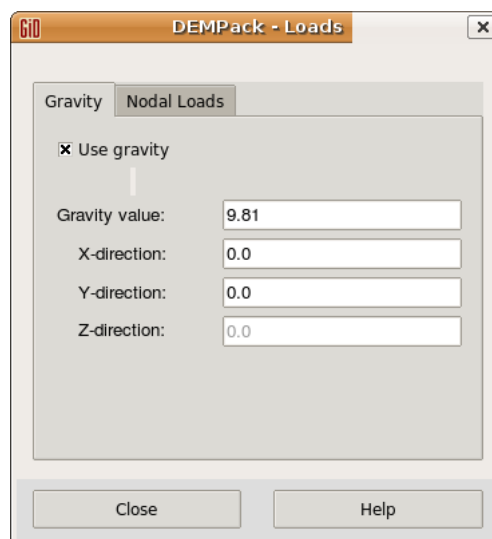 GiD DEMPack - Loads
Gravity Nodal Loads
Use gravity
Gravity value: 9.81
X-direction: 0.0
Y-direction: 0.0
Z-direction: 0.0
Close Help